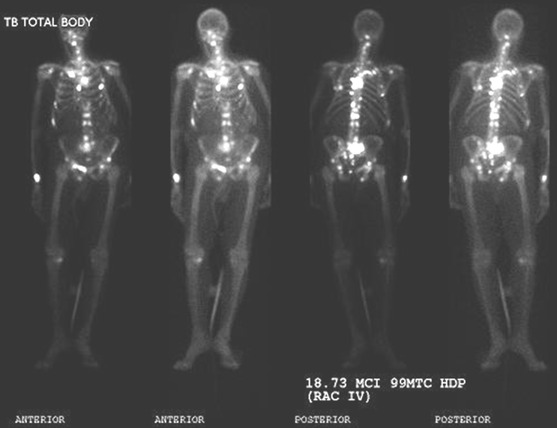 TB TOTAL BODY
18.73 MCI 99MTC HDP
(RAC IV)
ANTERIOR
ANTERIOR
POSTERIOR
POSTERIOR